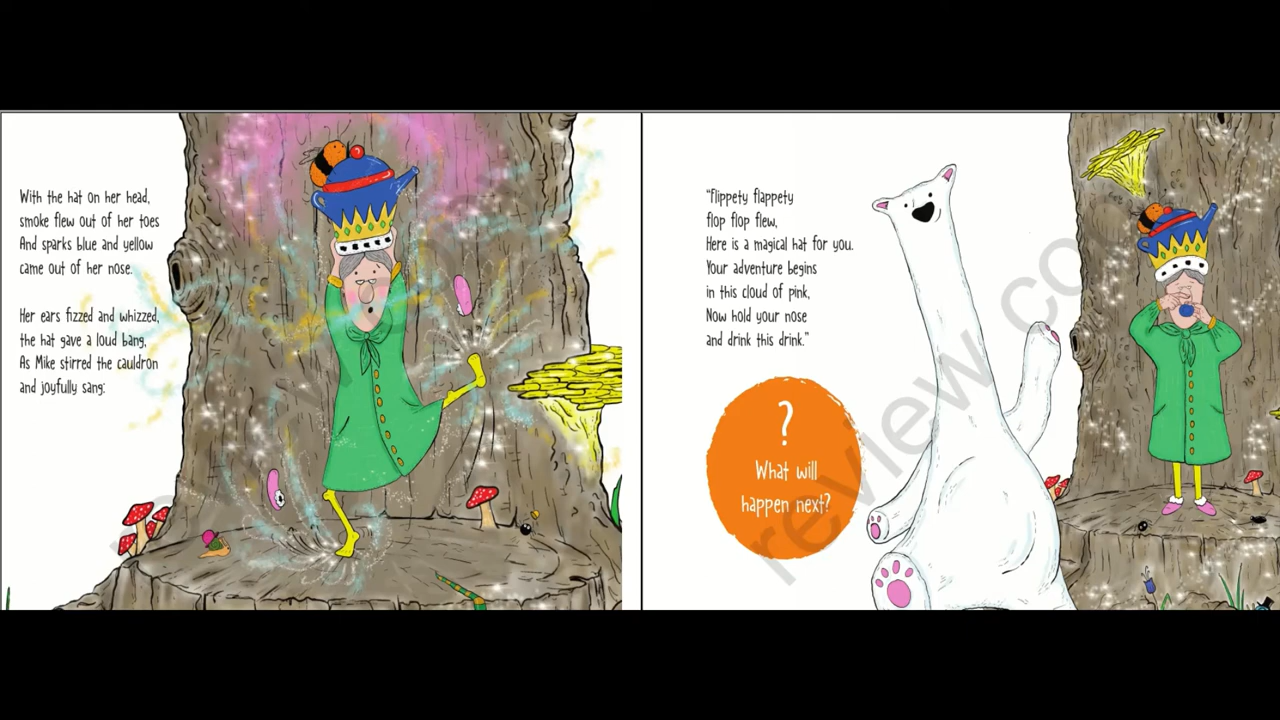 With the hat on her head,
smoke flew out of her toes
And sparks blue and yellow
came out of her nose.
Her ears fizzed and whizzed,
the hat gave a loud bang,
As Mike stirred the cauldron
and joyfully sang:
"flippety flappety
flop flop flew,
Here is a magical hat for you.
Your adventure begins
in this cloud of pink,
Now hold your nose
and drink this drink."
?
What will
happen next?
review.co